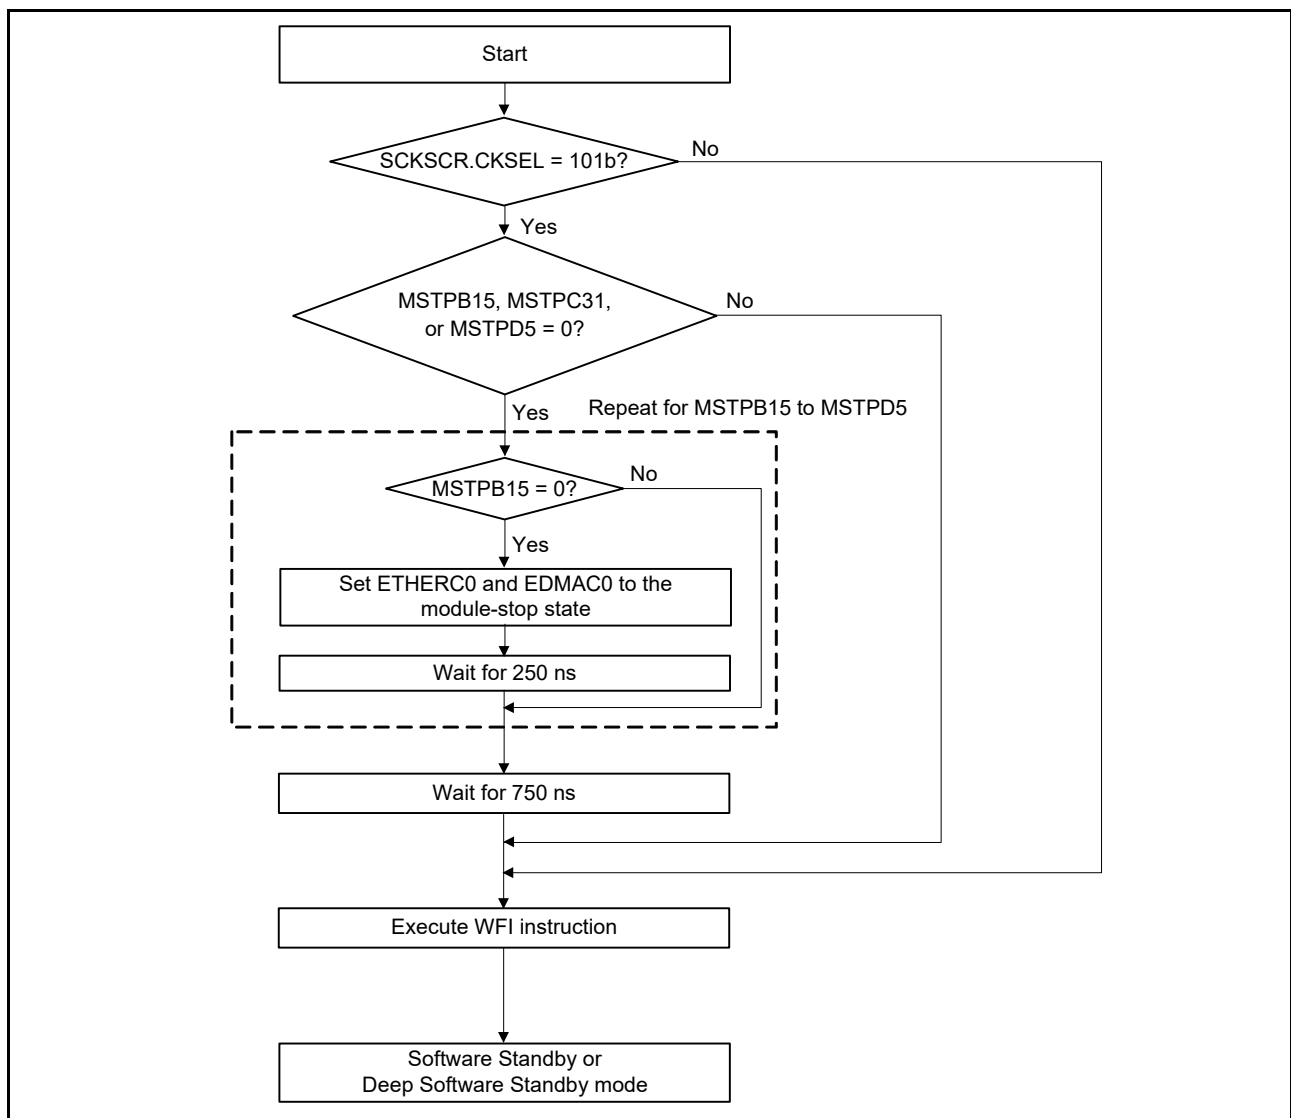 Start
SCKSCR.CKSEL = 101b?
No
Yes
MSTPB15, MSTPC31,
or MSTPD5 = 0?
No
Yes
Repeat for MSTPB15 to MSTPD5
MSTPB15 = 0?
No
Yes
Set ETHERC0 and EDMAC0 to the
module-stop state
Wait for 250 ns
Wait for 750 ns
Execute WFI instruction
Software Standby or
Deep Software Standby mode